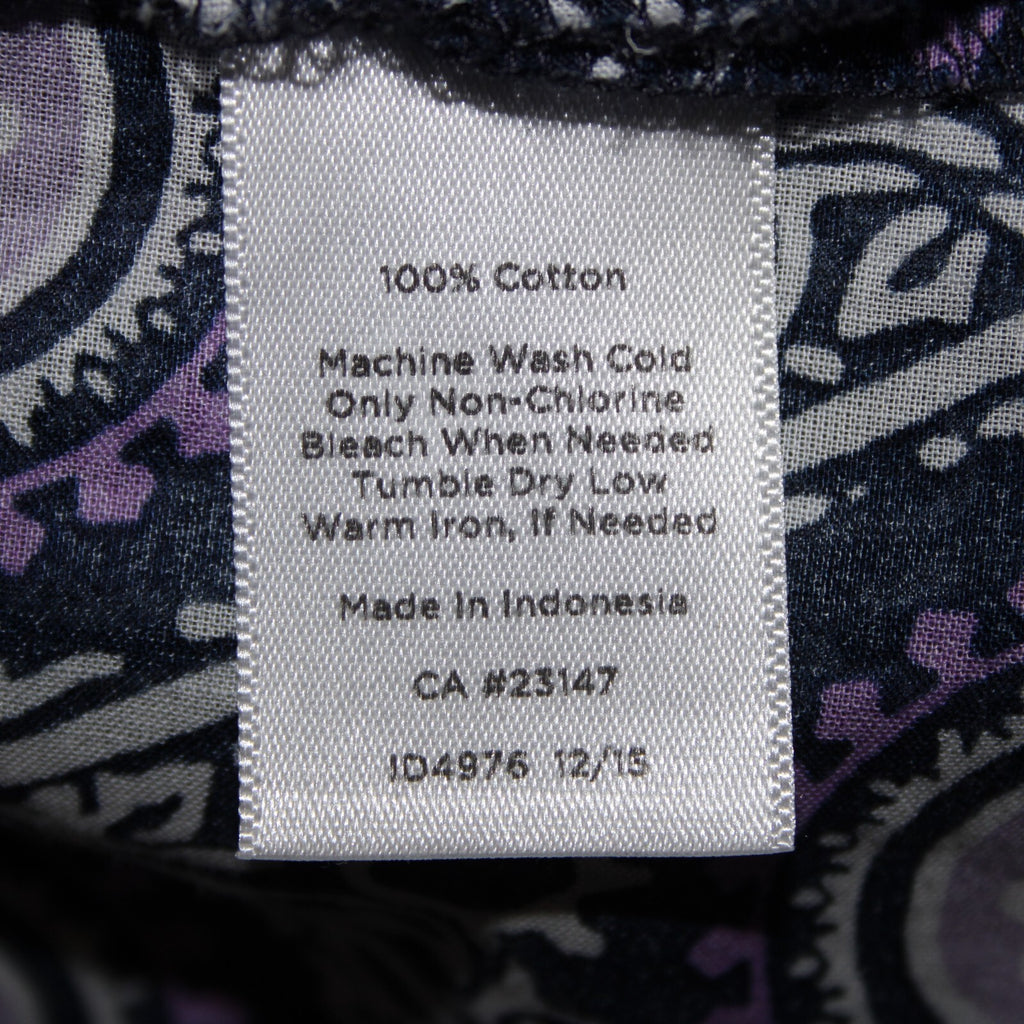 100% Cotton
Machine Wash Cold
Only Non-Chlorine
Bleach When Needed
Tumble Dry Low
Warm Iron, If Needed
Made In Indonesia
CA #23147
ID4976 12/15